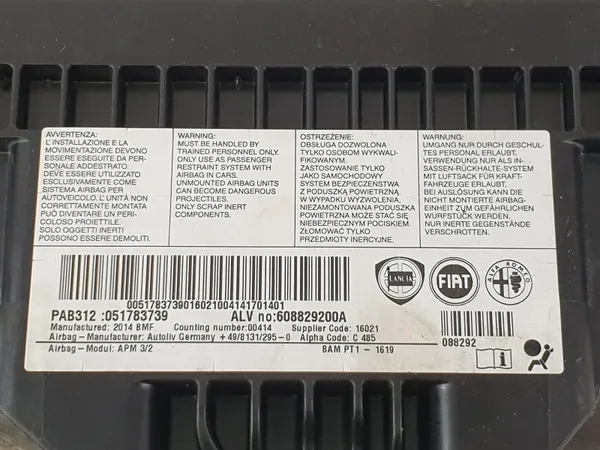 AVVERTENZA:
L' INSTALLAZIONE E LA
MOVIMENTAZIONE DEVONO
ESSERE ESEGUITE DA PER-
SONALE ADDESTRATO.
DEVE ESSERE UTILIZZATO
ESCLUSIVAMENTE COME
SISTEMA AIRBAG PER
AUTOVEICOLO. L' UNITÀ NON
CORRETTAMENTE MONTATA
PUÓ DIVENTARE UN PERI-
COLOSO PROIETTILE.
SOLO OGGETTI INERTI
POSSONO ESSERE DEMOLITI.
WARNING:
MUST BE HANDLED BY
TRAINED PERSONNEL ONLY.
ONLY USE AS PASSENGER
RESTRAINT SYSTEM WITH
AIRBAG IN CARS.
UNMOUNTED AIRBAG UNITS
CAN BECOME DANGEROUS
PROJECTILES.
ONLY SCRAP INERT
COMPONENTS.
OSTRZEŻENIE:
OBSŁUGA DOZWOLONA
TYLKO OSOBOM WYKWALI-
FIKOWANYM.
ZASTOSOWANIE TYLKO
JAKO SAMOCHODOWY
SYSTEM BEZPIECZEŃSTWA
Z PODUSZKĄ POWIETRZNĄ,
W WYPADKU WYZWOLENIA,
NIEZAMONTOWANA PODUSZKA
POWIETRZNA MOŻE STAĆ SIĘ
NIEBEZPIECZNYM POCISKIEM.
ZŁOMOWAĆ TYLKO
PRZEDMIOTY INERCYJNE.
WARNUNG:
UMGANG NUR DURCH GESCHUL-
TES PERSONAL ERLAUBT.
VERWENDUNG NUR ALS IN-
SASSEN-RÜCKHALTE-SYSTEM
MIT LUFTSACK FÜR KRAFT-
FAHRZEUGE ERLAUBT.
BEI AUSLÖSUNG KANN DIE
NICHT MONTIERTE AIRBAG-
EINHEIT ZUM GEFÄHRLICHEN
WURFSTÜCK WERDEN.
NUR INERTE GEGENSTÄNDE
VERSCHROTTEN.
LANCIA
FIAT
ALFA ROMEO
0051783739016021004141701401
PAB312 :051783739 ALV no:608829200A
Manufactured: 2014 BMF Counting number:00414 Supplier Code: 16021
Airbag - Manufacturer: Autoliv Germany +49/8131/295-0 Alpha Code: C 485
Airbag - Modul: APM 3/2 BAM PT1 - 1619
088292